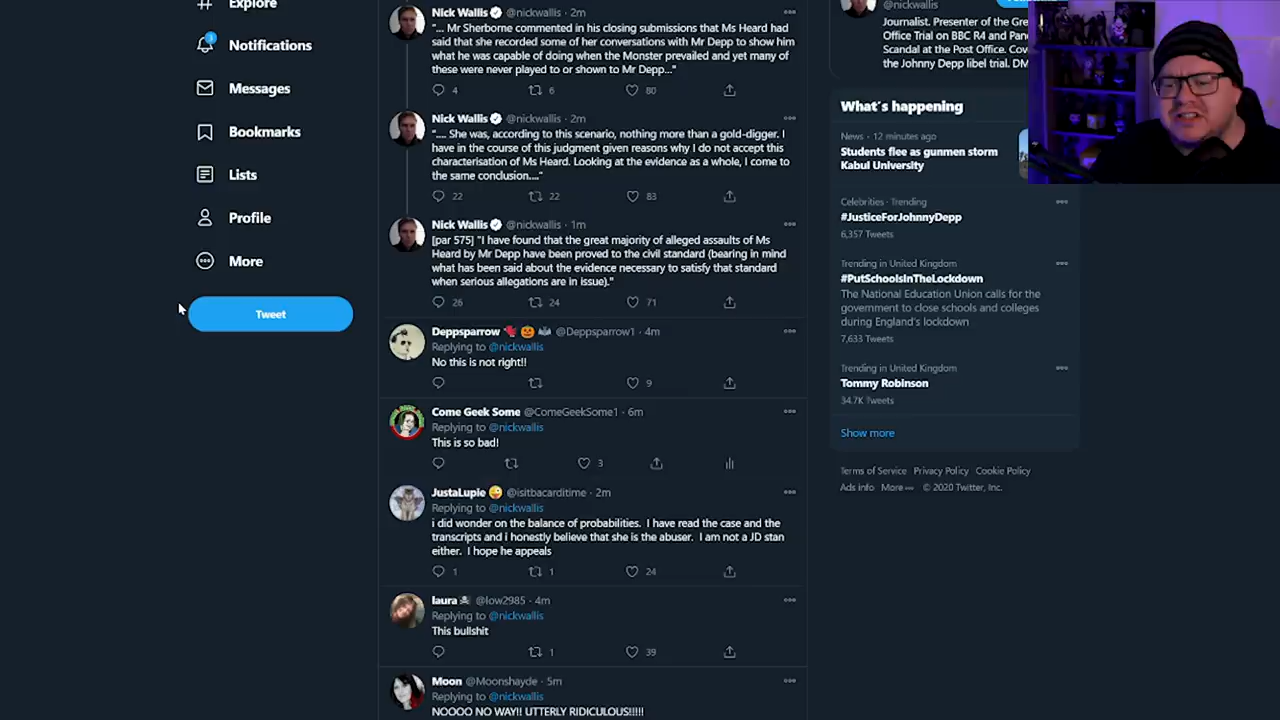 Explore
Notifications
Messages
Bookmarks
Lists
Profile
More
Tweet
Nick Wallis @nickwallis · 2m
"... Mr Sherborne commented in his closing submissions that Ms Heard had
said that she recorded some of her conversations with Mr Depp to show him
what he was capable of doing when the Monster prevailed and yet many of
these were never played to or shown to Mr Depp..."
4 6 80
Nick Wallis @nickwallis · 2m
".... She was, according to this scenario, nothing more than a gold-digger. I
have in the course of this judgment given reasons why I do not accept this
characterisation of Ms Heard. Looking at the evidence as a whole, I come to
the same conclusion...."
22 22 83
Nick Wallis @nickwallis · 1m
[par 575] "I have found that the great majority of alleged assaults of Ms
Heard by Mr Depp have been proved to the civil standard (bearing in mind
what has been said about the evidence necessary to satisfy that standard
when serious allegations are in issue)."
26 24 71
Deppsparrow @Deppsparrow1 · 4m
Replying to @nickwallis
No this is not right!!
9
Come Geek Some @ComeGeekSome1 · 6m
Replying to @nickwallis
This is so bad!
3
JustaLupie @isitbacarditime · 2m
Replying to @nickwallis
i did wonder on the balance of probabilities. I have read the case and the
transcripts and i honestly believe that she is the abuser. I am not a JD stan
either. I hope he appeals
1 1 24
laura @low2985 · 4m
Replying to @nickwallis
This bullshit
1 39
Moon @Moonshayde · 5m
Replying to @nickwallis
NOOOO NO WAY!! UTTERLY RIDICULOUS!!!!!
@nickwallis
Journalist. Presenter of the Gre
Office Trial on BBC R4 and Pan
Scandal at the Post Office. Cov
the Johnny Depp libel trial. DM
What's happening
News · 12 minutes ago
Students flee as gunmen storm
Kabul University
Celebrities · Trending
#JusticeForJohnnyDepp
6,357 Tweets
Trending in United Kingdom
#PutSchoolsInTheLockdown
The National Education Union calls for the
government to close schools and colleges
during England's lockdown
7,633 Tweets
Trending in United Kingdom
Tommy Robinson
34.7K Tweets
Show more
Terms of Service Privacy Policy Cookie Policy
Ads info More © 2020 Twitter, Inc.